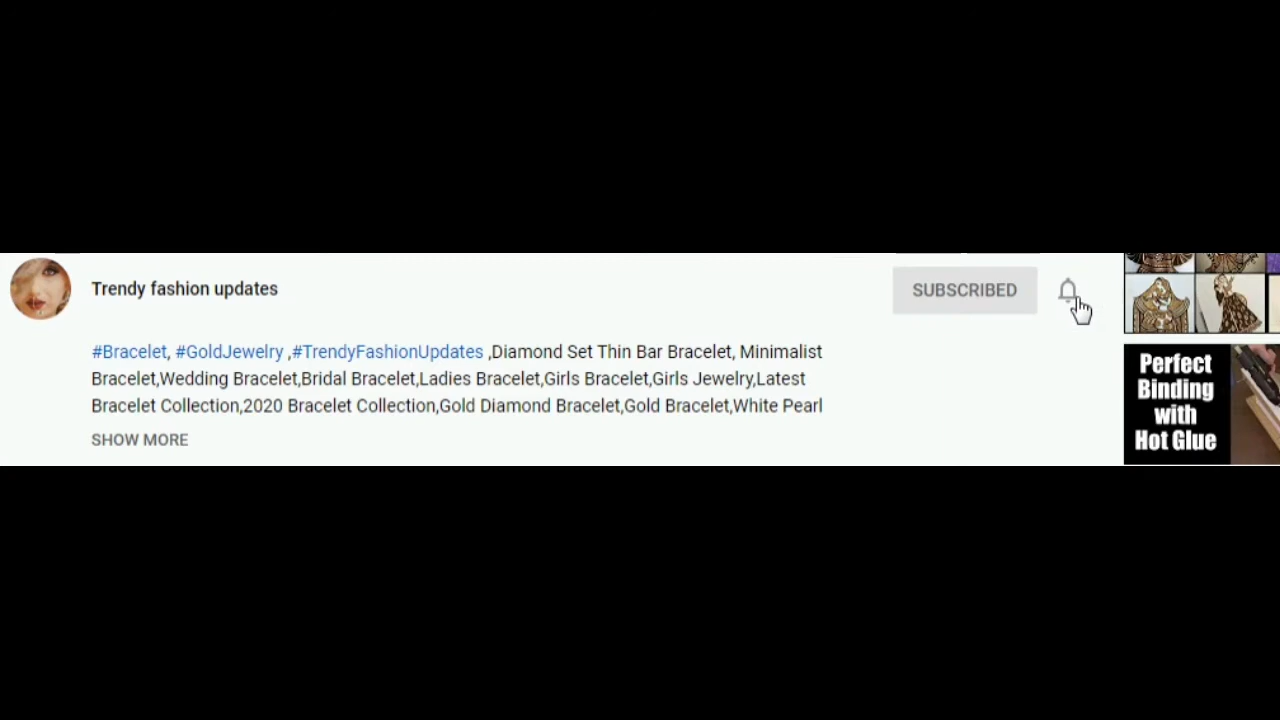 Trendy fashion updates
SUBSCRIBED
#Bracelet, #GoldJewelry ,#TrendyFashionUpdates ,Diamond Set Thin Bar Bracelet, Minimalist
Bracelet,Wedding Bracelet,Bridal Bracelet,Ladies Bracelet,Girls Bracelet,Girls Jewelry,Latest
Bracelet Collection,2020 Bracelet Collection,Gold Diamond Bracelet,Gold Bracelet,White Pearl
SHOW MORE
Perfect
Binding
with
Hot Glue